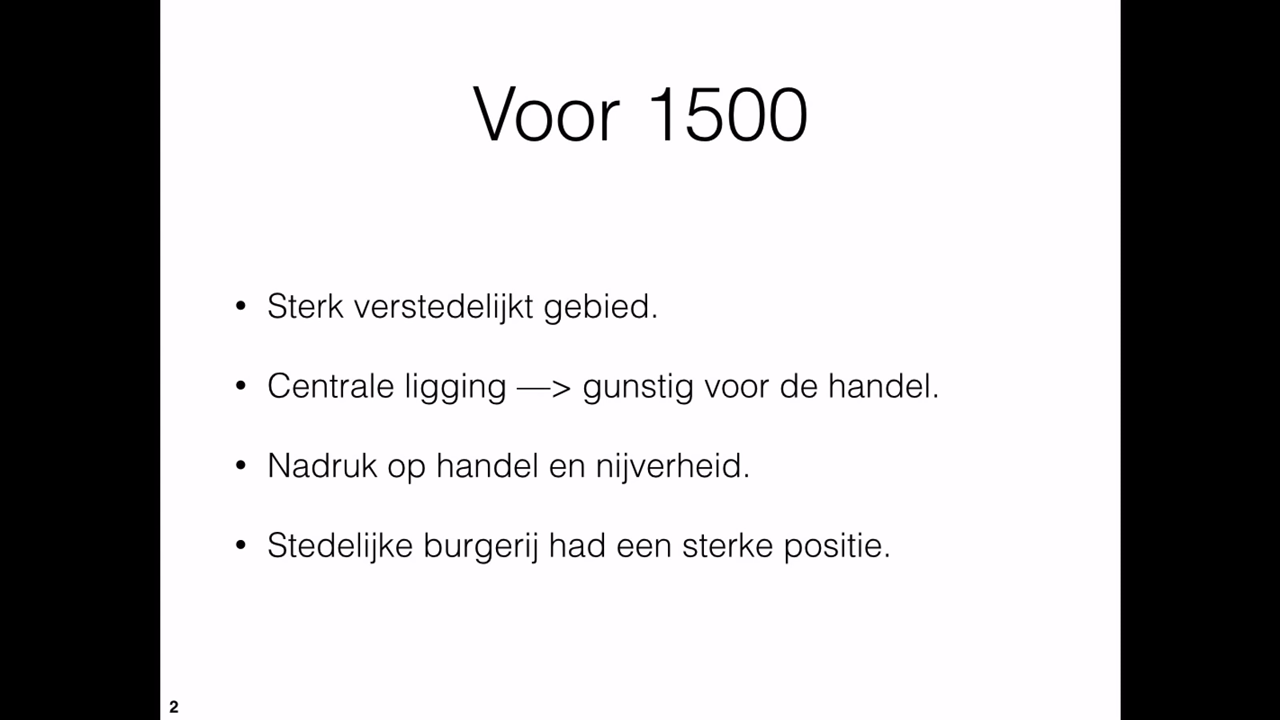 Voor 1500
• Sterk verstedelijkt gebied.
• Centrale ligging —> gunstig voor de handel.
• Nadruk op handel en nijverheid.
• Stedelijke burgerij had een sterke positie.
2